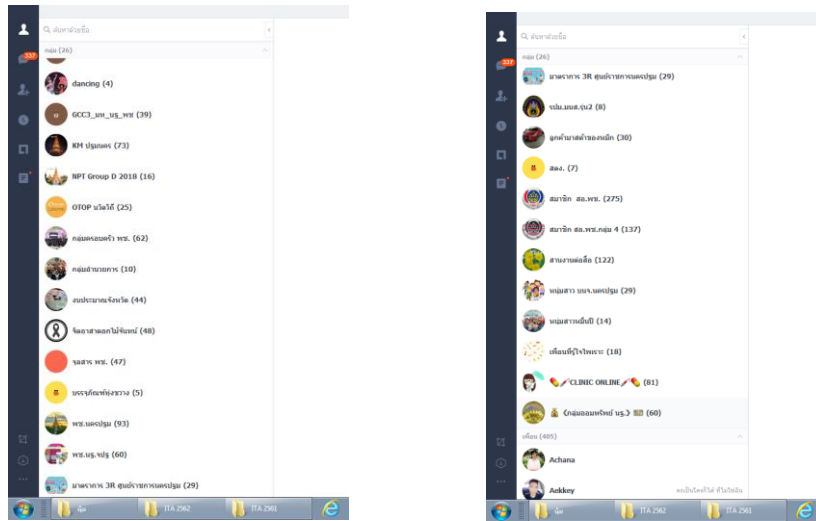 ค้นหาด้วยชื่อ
337
กลุ่ม (26)
dancing (4)
GCC3_มท_นฐ_พช (39)
KM ปฐมนคร (73)
NPT Group D 2018 (16)
OTOP นวัตวิถี (25)
กลุ่มครอบครัว พช. (62)
กลุ่มอำนวยการ (10)
งบประมาณจังหวัด (44)
จิตอาสาดอกไม้จันทน์ (48)
จุลสาร พช. (47)
บรรจุภัณฑ์ทุ่งขวาง (5)
พช.นครปฐม (93)
พช.นฐ.จปฐ (60)
มาตรการ 3R ศูนย์ราชการนครปฐม (29)
ITA 2562
ITA 2561
ค้นหาด้วยชื่อ
337
กลุ่ม (26)
มาตรการ 3R ศูนย์ราชการนครปฐม (29)
รปม.มมส.รุ่น2 (8)
ลูกค้ามาสด้าของหมึก (30)
สตง. (7)
สมาชิก สอ.พช. (275)
สมาชิก สอ.พช.กลุ่ม 4 (137)
สานงานต่อสื่อ (122)
หนุ่มสาว บนจ.นครปฐม (29)
หนุ่มสาวหมื่นปี (14)
เพื่อนที่รู้ใจไพเราะ (18)
CLINIC ONLINE (81)
(กลุ่มออมทรัพย์ นฐ.) (60)
เพื่อน (485)
Achana
Aekkey
ITA 2562
ITA 2561